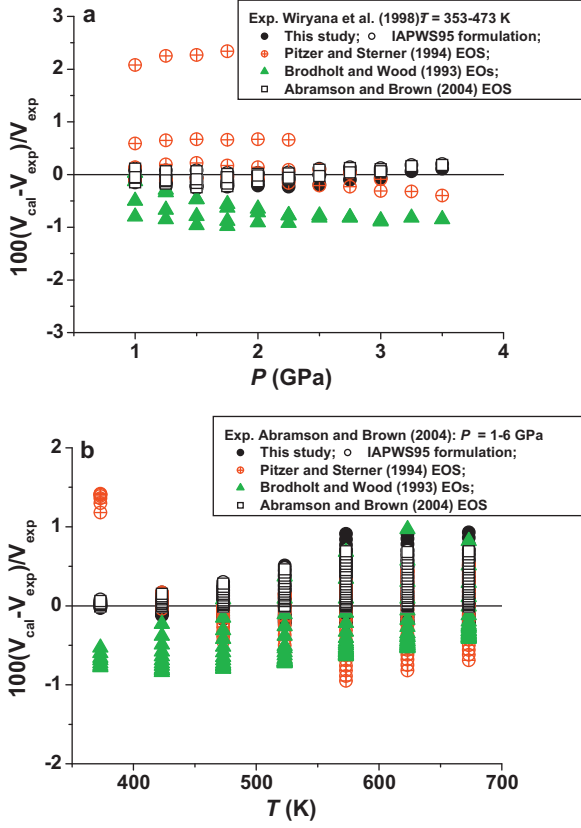 a
Exp. Wiryana et al. (1998)T = 353-473 K
This study; IAPWS95 formulation;
Pitzer and Sterner (1994) EOS;
Brodholt and Wood (1993) EOs;
Abramson and Brown (2004) EOS
3
2
1
0
-1
-2
-3
100(Vcal-Vexp)/Vexp
1 2 3 4
P (GPa)
b
Exp. Abramson and Brown (2004): P = 1-6 GPa
This study; IAPWS95 formulation;
Pitzer and Sterner (1994) EOS;
Brodholt and Wood (1993) EOs;
Abramson and Brown (2004) EOS
2
1
0
-1
-2
100(Vcal-Vexp)/Vexp
400 500 600 700
T (K)